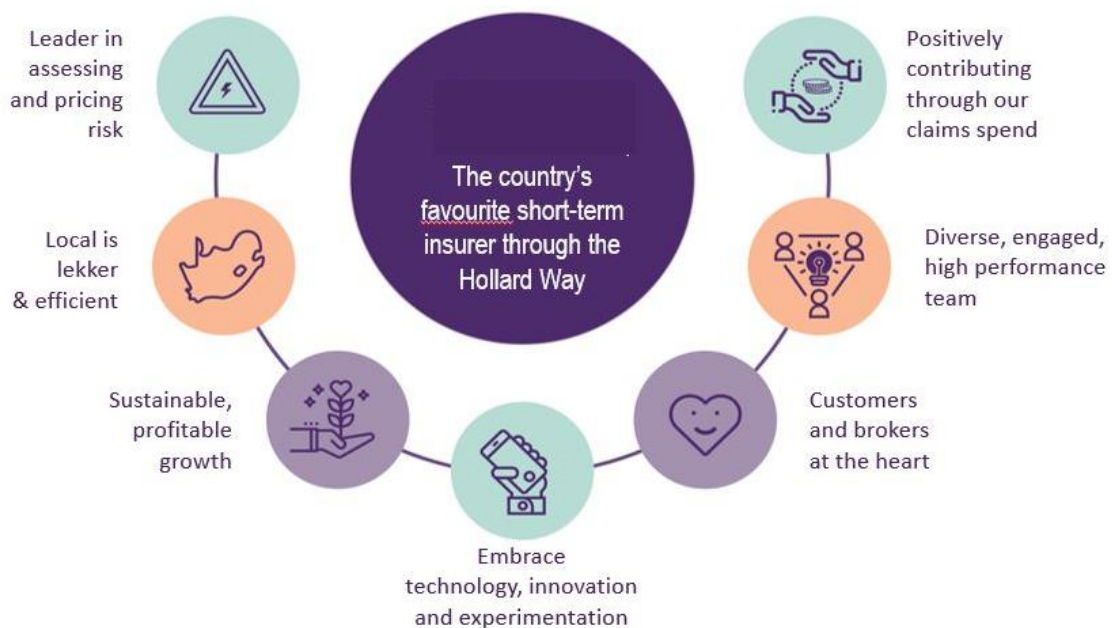 Leader in
assessing
and pricing
risk
Local is
lekker
& efficient
Sustainable,
profitable
growth
Embrace
technology, innovation
and experimentation
Customers
and brokers
at the heart
Diverse, engaged,
high performance
team
Positively
contributing
through our
claims spend
.
The country’s
favourite short-term
insurer through the
Hollard Way